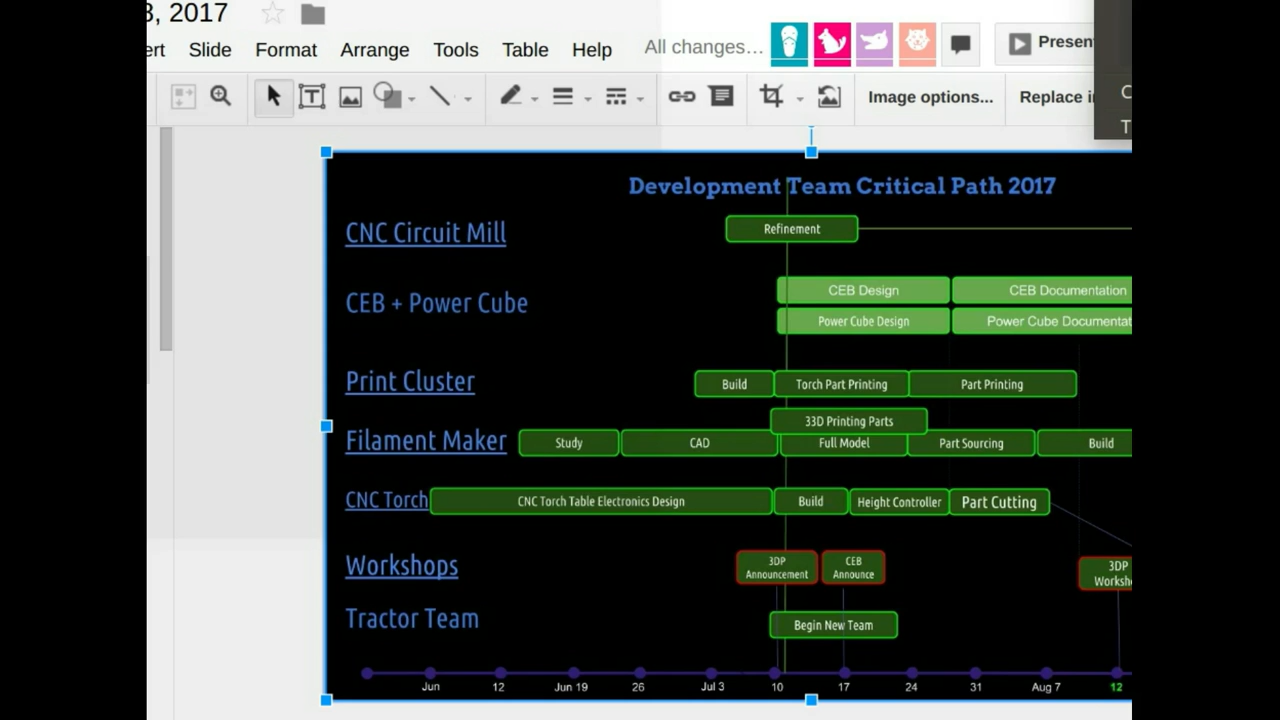 3, 2017
ert Slide Format Arrange Tools Table Help All changes... Presen
T Image options... Replace i
Development Team Critical Path 2017
CNC Circuit Mill Refinement
CEB + Power Cube
CEB Design CEB Documentation
Power Cube Design Power Cube Documentat
Print Cluster Build Torch Part Printing Part Printing
33D Printing Parts
Filament Maker Study CAD Full Model Part Sourcing Build
CNC Torch CNC Torch Table Electronics Design Build Height Controller Part Cutting
Workshops
3DP
Announcement
CEB
Announce
3DP
Worksho
Tractor Team Begin New Team
Jun 12 Jun 19 26 Jul 3 10 17 24 31 Aug 7 12